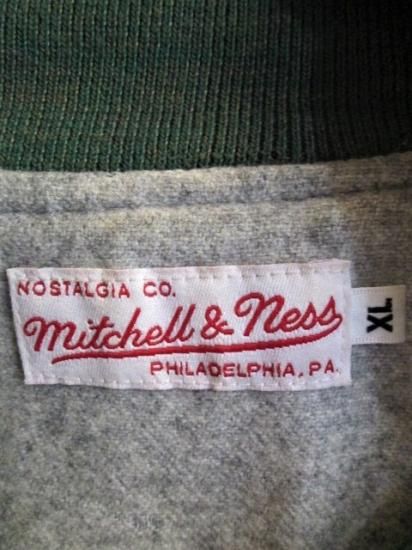 NOSTALGIA CO.
Mitchell & Ness
PHILADELPHIA, PA.
XL